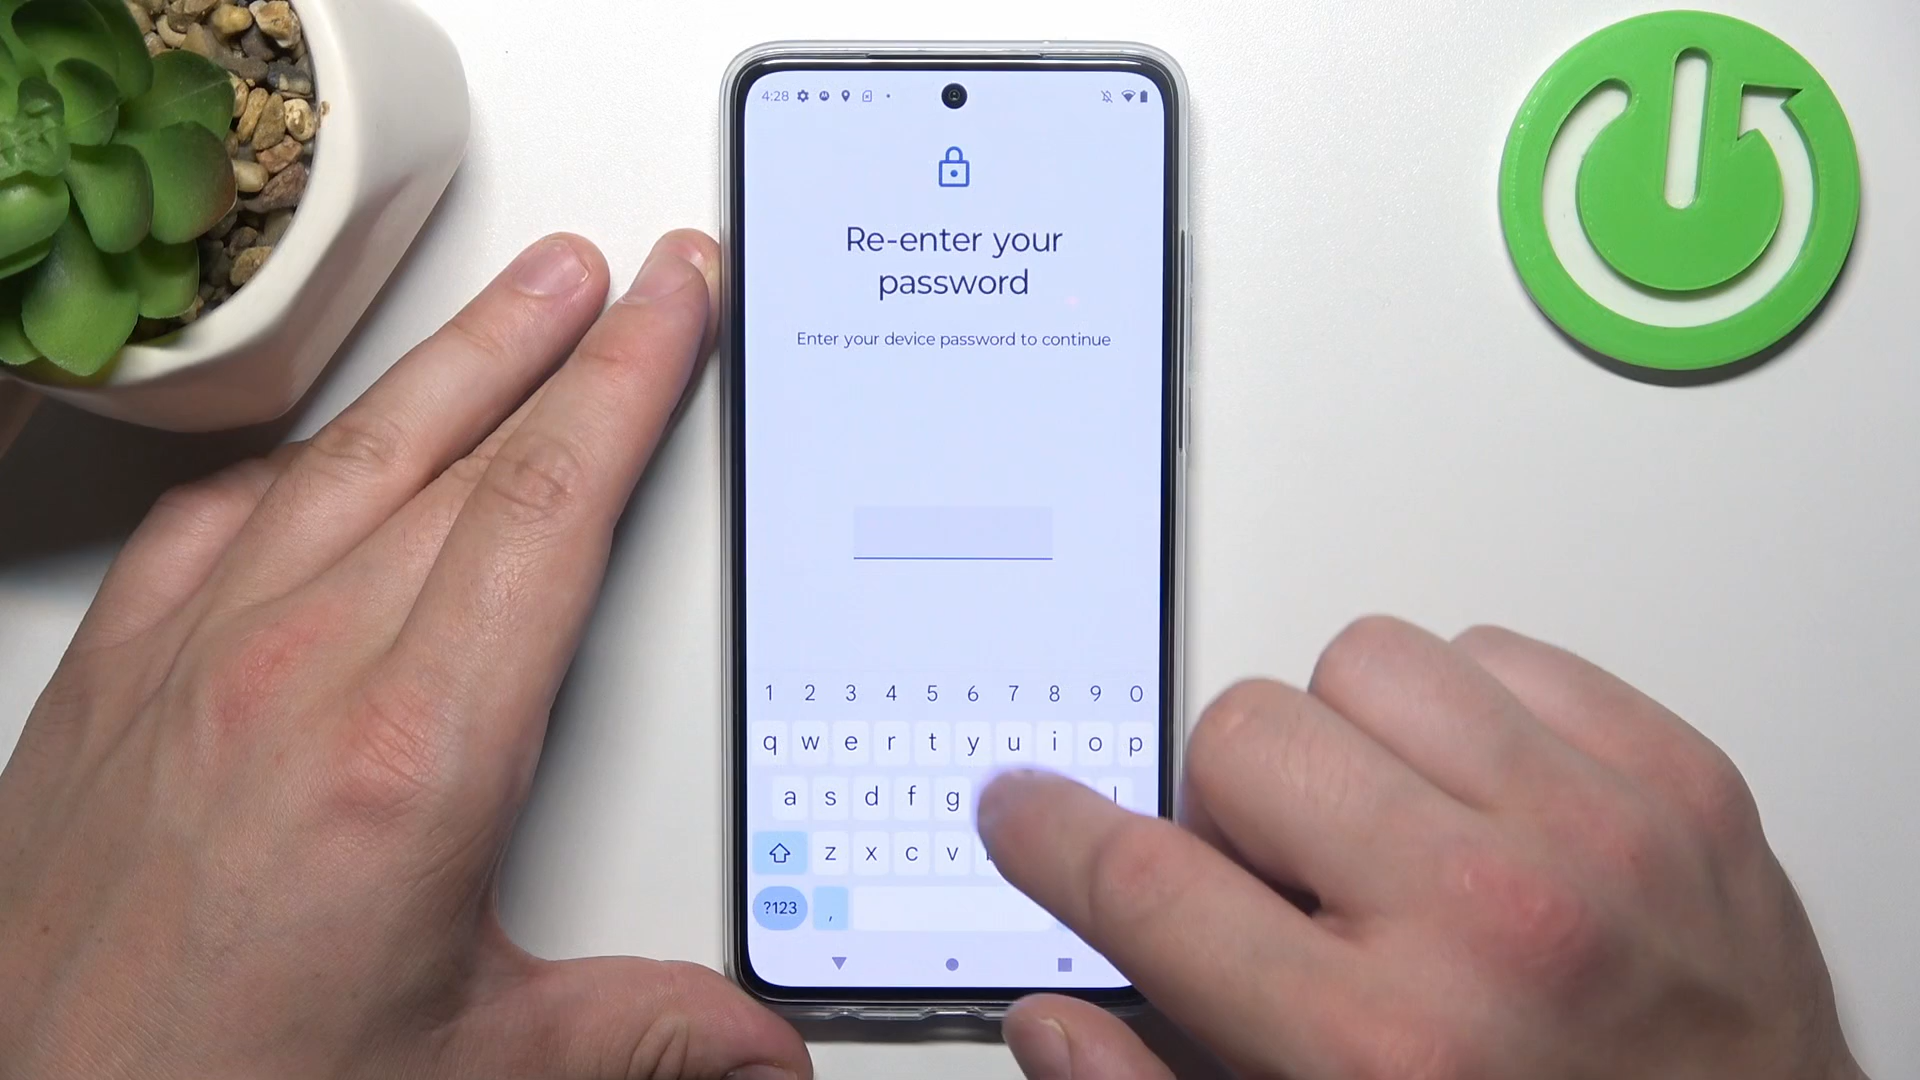 4:28
Re-enter your
password
Enter your device password to continue
1 2 3 4 5 6 7 8 9 0
q w e r t y u i o p
a s d f g l
z x c v
?123 ,